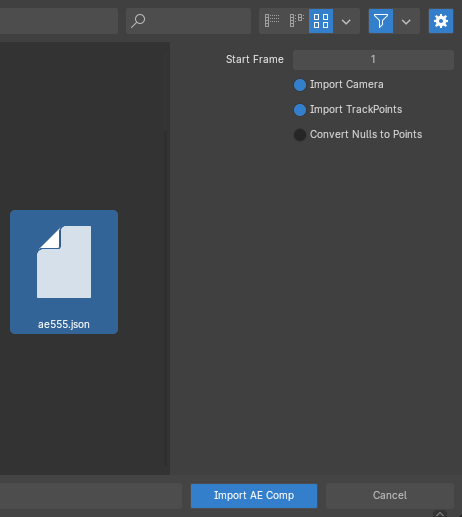 Start Frame
1
Import Camera
Import TrackPoints
Convert Nulls to Points
ae555.json
Import AE Comp
Cancel